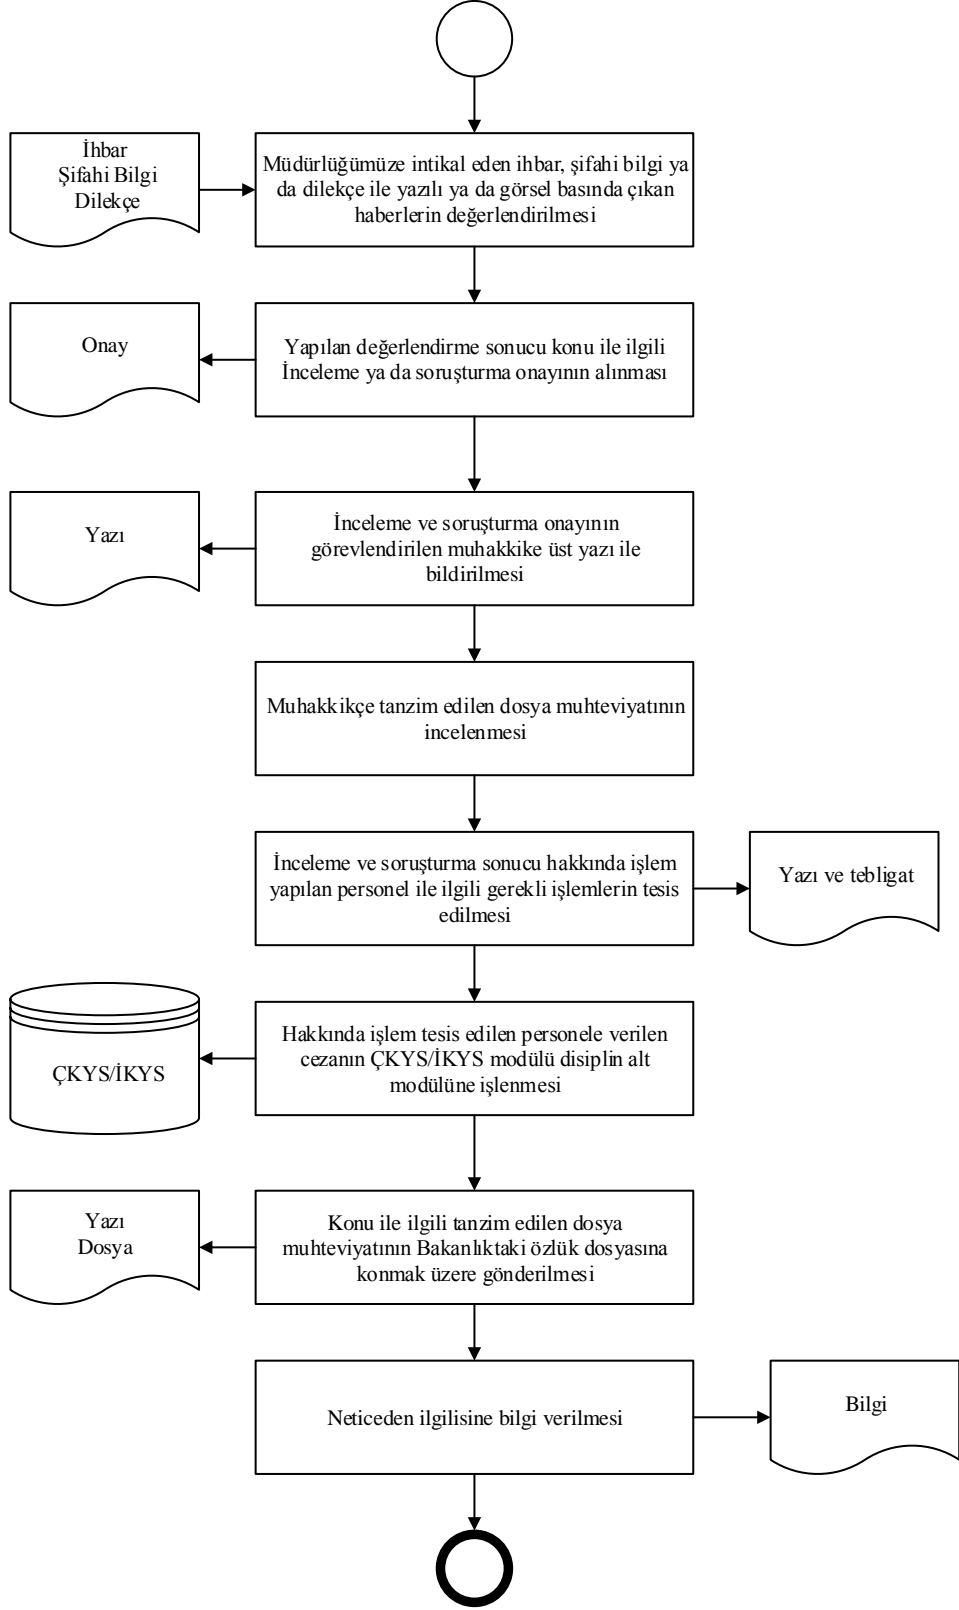 İhbar
Şifahi Bilgi
Dilekçe
Müdürlüğümüze intikal eden ihbar, şifahi bilgi ya
da dilekçe ile yazılı ya da görsel basında çıkan
haberlerin değerlendirilmesi
Onay
Yapılan değerlendirme sonucu konu ile ilgili
İnceleme ya da soruşturma onayının alınması
Yazı
İnceleme ve soruşturma onayının
görevlendirilen muhakkike üst yazı ile
bildirilmesi
Muhakkikçe tanzim edilen dosya muhteviyatının
incelenmesi
İnceleme ve soruşturma sonucu hakkında işlem
yapılan personel ile ilgili gerekli işlemlerin tesis
edilmesi
Yazı ve tebligat
ÇKYS/İKYS
Hakkında işlem tesis edilen personele verilen
cezanın ÇKYS/İKYS modülü disiplin alt
modülüne işlenmesi
Yazı
Dosya
Konu ile ilgili tanzim edilen dosya
muhteviyatının Bakanlıktaki özlük dosyasına
konmak üzere gönderilmesi
Neticeden ilgilisine bilgi verilmesi
Bilgi